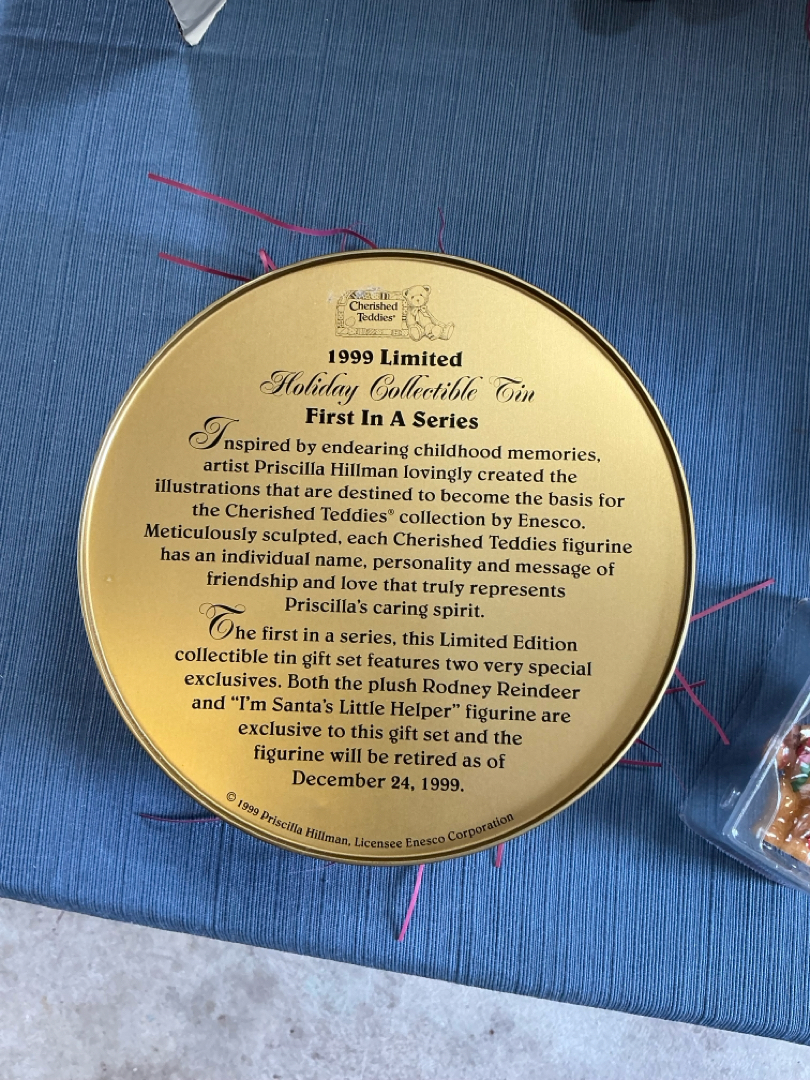 Cherished
Teddies®
1999 Limited
Holiday Collectible Tin
First In A Series
Inspired by endearing childhood memories,
artist Priscilla Hillman lovingly created the
illustrations that are destined to become the basis for
the Cherished Teddies® collection by Enesco.
Meticulously sculpted, each Cherished Teddies figurine
has an individual name, personality and message of
friendship and love that truly represents
Priscilla's caring spirit.
The first in a series, this Limited Edition
collectible tin gift set features two very special
exclusives. Both the plush Rodney Reindeer
and “I'm Santa's Little Helper” figurine are
exclusive to this gift set and the
figurine will be retired as of
December 24, 1999.
© 1999 Priscilla Hillman, Licensee Enesco Corporation